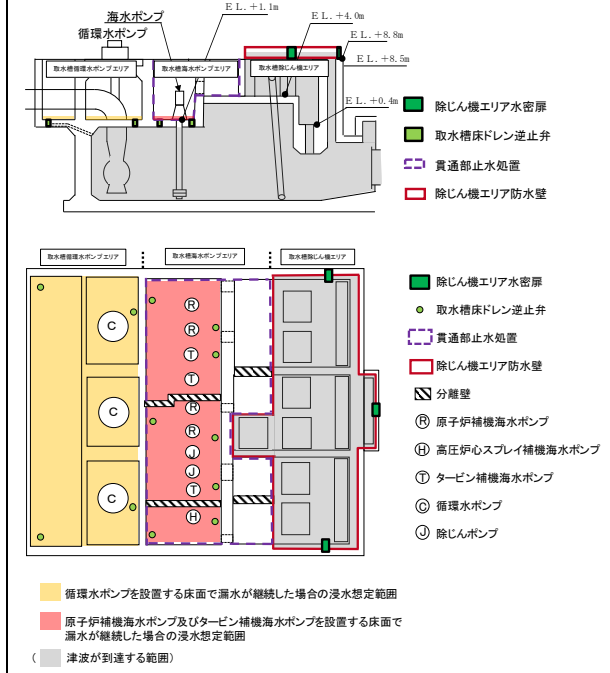 海水ポンプ
循環水ポンプ
EL.+1.1m
EL.+4.0m
EL.+8.8m
EL.+8.5m
取水槽循環水ポンプエリア
取水槽海水ポンプエリア
取水槽除じん機エリア
EL.+0.4m
除じん機エリア水密扉
取水槽床ドレン逆止弁
貫通部止水処置
除じん機エリア防水壁
取水槽循環水ポンプエリア
取水槽海水ポンプエリア
取水槽除じん機エリア
R
R
T
T
R
R
J
J
T
H
C
C
C
除じん機エリア水密扉
取水槽床ドレン逆止弁
貫通部止水処置
除じん機エリア防水壁
分離壁
Ⓡ 原子炉補機海水ポンプ
Ⓗ 高圧炉心スプレイ補機海水ポンプ
Ⓣ タービン補機海水ポンプ
Ⓒ 循環水ポンプ
Ⓙ 除じんポンプ
循環水ポンプを設置する床面で漏水が継続した場合の浸水想定範囲
原子炉補機海水ポンプ及びタービン補機海水ポンプを設置する床面で
漏水が継続した場合の浸水想定範囲
( 津波が到達する範囲)